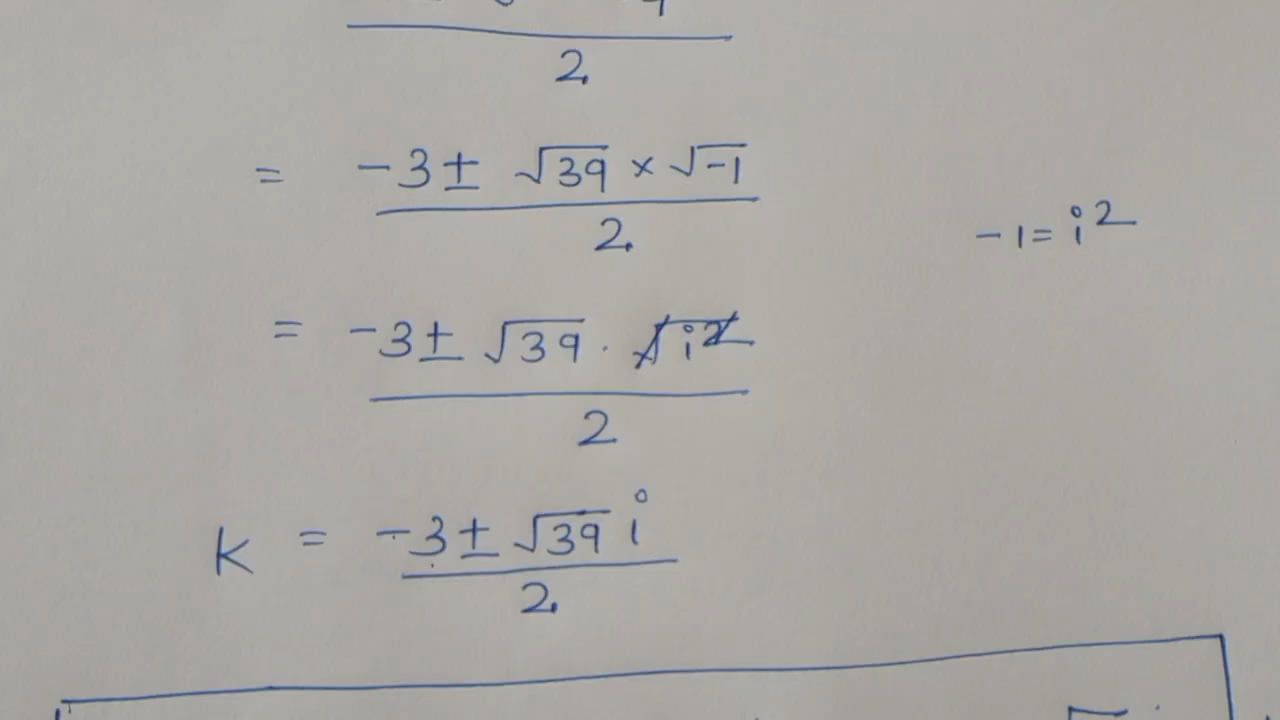 2
= -3 ± √39 × √-1
2
-1 = i²
= -3 ± √39 . √i²
2
K = -3 ± √39 i
2